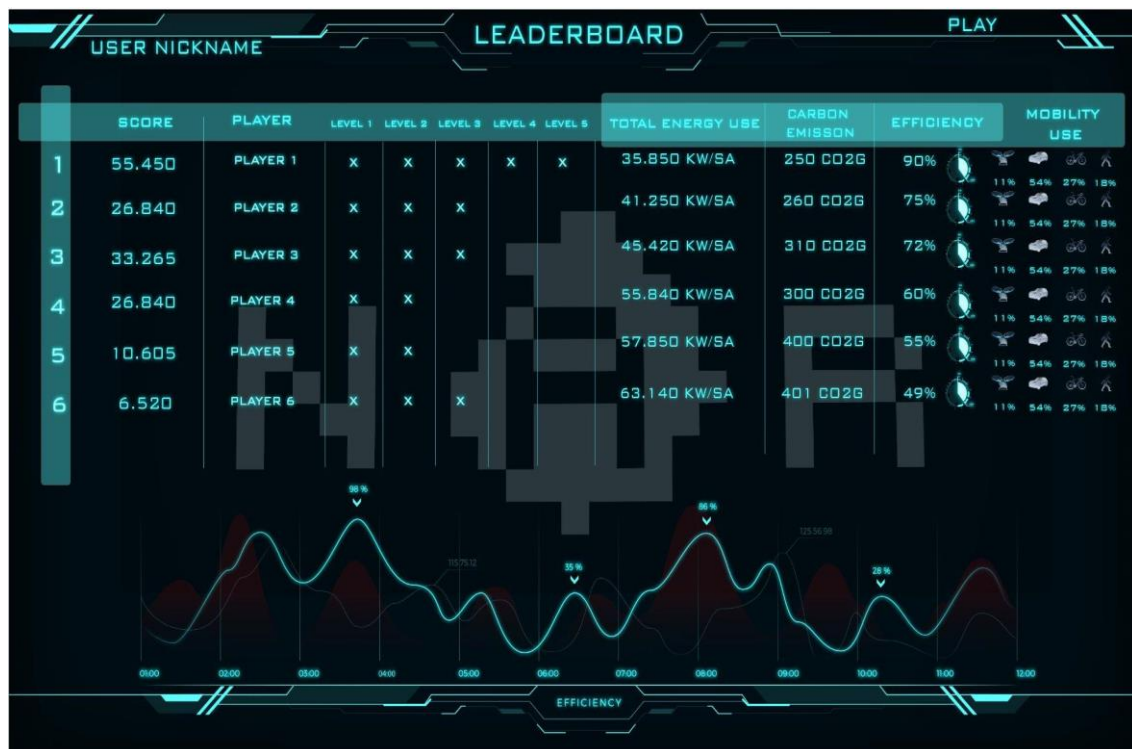 USER NICKNAME
LEADERBOARD
PLAY
SCORE PLAYER LEVEL 1 LEVEL 2 LEVEL 3 LEVEL 4 LEVEL 5 TOTAL ENERGY USE CARBON EMISSON EFFICIENCY MOBILITY USE
1 55.450 PLAYER 1 X X X X X 35.850 KW/SA 250 CO2G 90%
11% 54% 27% 18%
2 26.840 PLAYER 2 X X X 41.250 KW/SA 260 CO2G 75%
11% 54% 27% 18%
3 33.265 PLAYER 3 X X X 45.420 KW/SA 310 CO2G 72%
11% 54% 27% 18%
4 26.840 PLAYER 4 X X 55.840 KW/SA 300 CO2G 60%
11% 54% 27% 18%
5 10.605 PLAYER 5 X X 57.850 KW/SA 400 CO2G 55%
11% 54% 27% 18%
6 6.520 PLAYER 6 X X X 63.140 KW/SA 401 CO2G 49%
11% 54% 27% 18%
98 %
86 %
125.56.98
115.75.12
35 %
28 %
01:00 02:00 03:00 04:00 05:00 06:00 07:00 08:00 09:00 10:00 11:00 12:00
EFFICIENCY